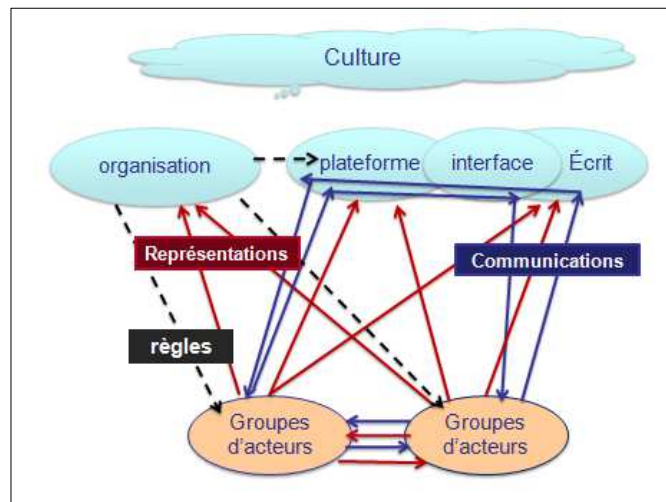 Culture
organisation
plateforme
interface
Écrit
Représentations
Communications
règles
Groupes
d'acteurs
Groupes
d'acteurs